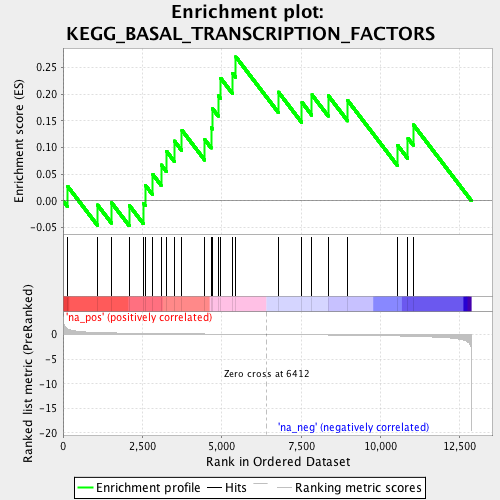 Enrichment plot:
KEGG_BASAL_TRANSCRIPTION_FACTORS
Enrichment score (ES)
0.25
0.20
0.15
0.10
0.05
0.00
-0.05
'na_pos' (positively correlated)
Ranked list metric (PreRanked)
0
-5
-10
-15
-20
Zero cross at 6412
'na_neg' (negatively correlated)
0
2,500
5,000
7,500
10,000
12,500
Rank in Ordered Dataset
Enrichment profile
Hits
Ranking metric scores